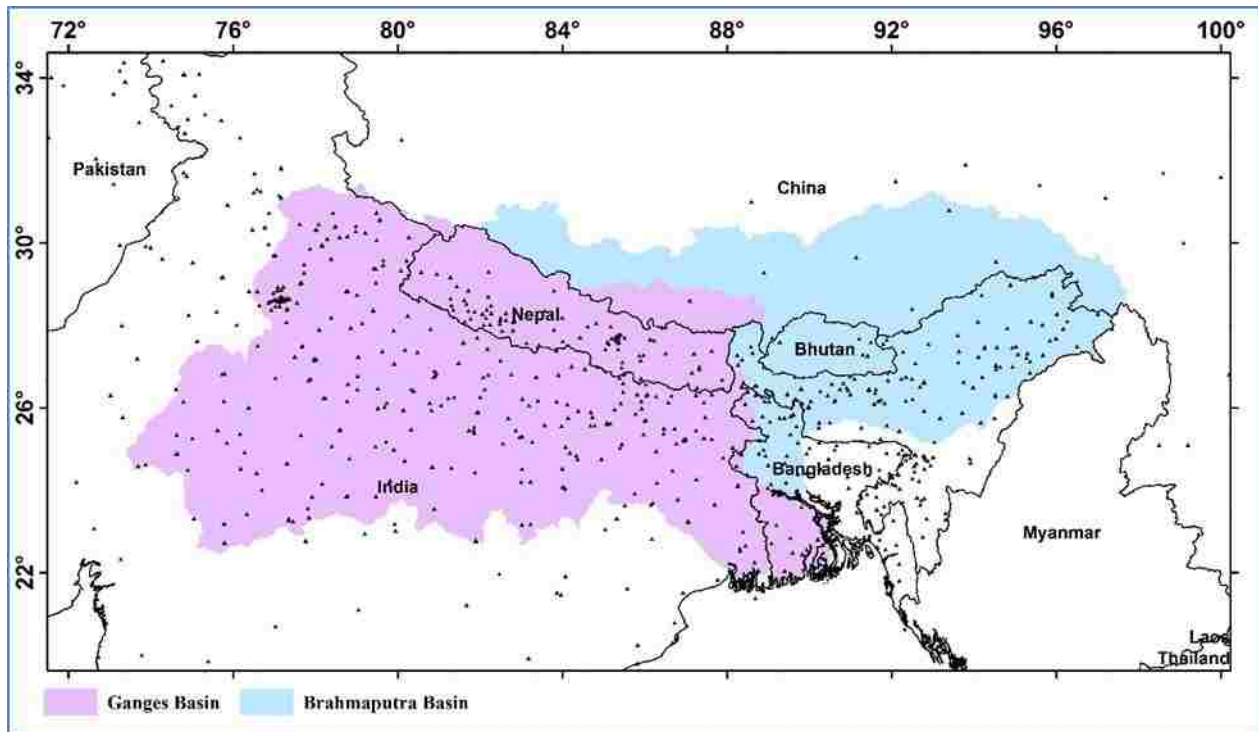 72° 76° 80° 84° 88° 92° 96° 100°
34°
Pakistan
China
30°
Nepal
Bhutan
26°
Bangladesh
India
Myanmar
22°
Laos
Thailand
Ganges Basin Brahmaputra Basin